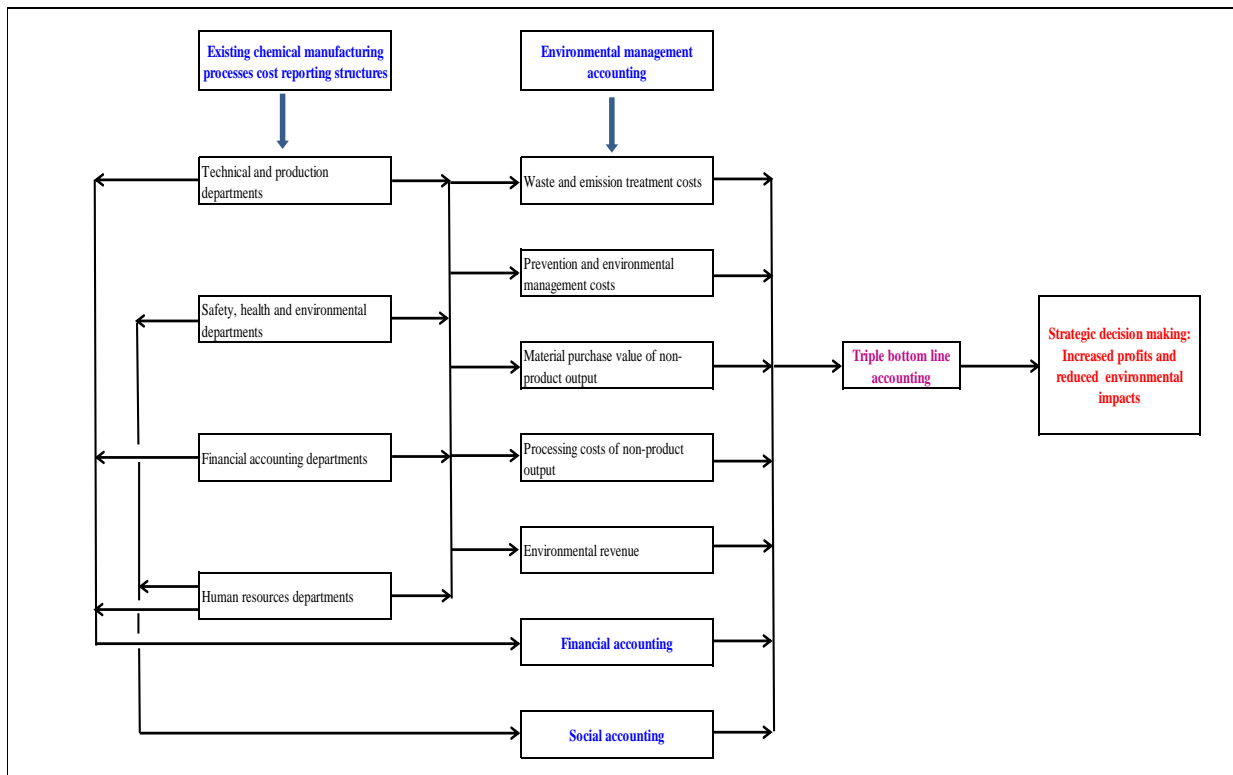 Existing chemical manufacturing
processes cost reporting structures
Environmental management
accounting
Technical and production
departments
Waste and emission treatment costs
Prevention and environmental
management costs
Safety, health and environmental
departments
Material purchase value of non-
product output
Triple bottom line
accounting
Strategic decision making:
Increased profits and
reduced environmental
impacts
Financial accounting departments
Processing costs of non-product
output
Environmental revenue
Human resources departments
Financial accounting
Social accounting